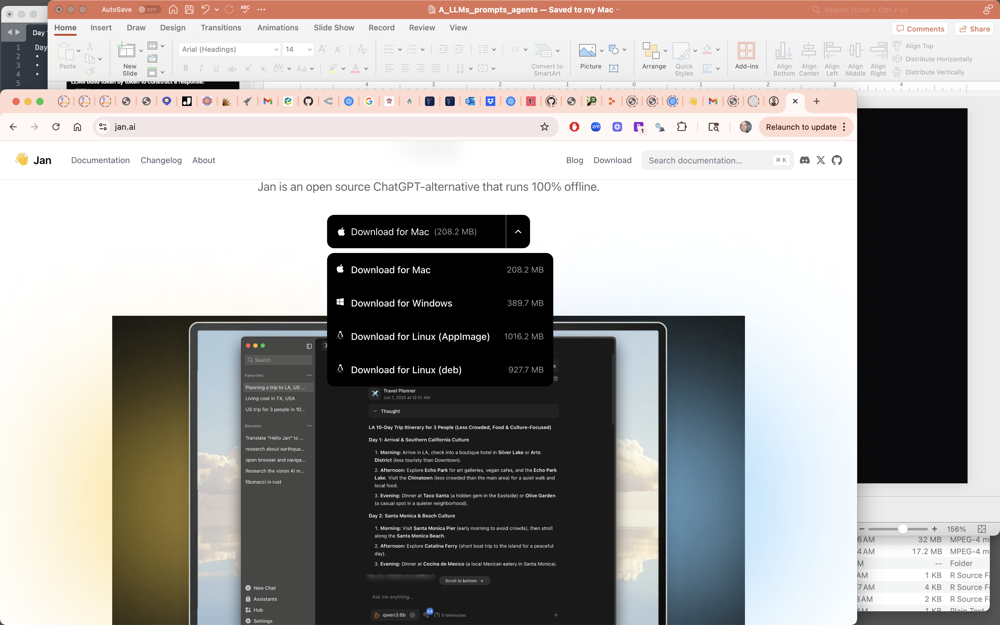 AutoSave OFF ABC A_LLMs_prompts_agents — Saved to my Mac Search (Cmd + Ctrl + U)
Home Insert Draw Design Transitions Animations Slide Show Record Review View Comments Share
Day
1 Day
2 •
3 •
4 •
5
Paste New Slide Arial (Headings) 14 Convert to SmartArt Picture Arrange Quick Styles Add-ins Align Bottom Align Center Align Left Align Middle Align Right
Align Top
Distribute Horizontally
Distribute Vertically
B I U ab x² x₂ AV Aa A
LLMs build token by token to construct a response.
4 3 2 1 0 1 2 3 4
jan.ai zm 1 Relaunch to update
Jan Documentation Changelog About Blog Download Search documentation... ⌘ K
Jan is an open source ChatGPT-alternative that runs 100% offline.
Download for Mac (208.2 MB)
Download for Mac 208.2 MB
Download for Windows 389.7 MB
Download for Linux (AppImage) 1016.2 MB
Download for Linux (deb) 927.7 MB
Search
Favorites
Planning a trip to LA, US ...
Living cost in TX, USA
US trip for 3 people in 10...
Recents
Translate “Hello Jan” to ...
research about earthqua...
open browser and naviga...
Research the vision AI m...
fibonacci in rust
New Chat
Assistants
Hub
Settings
s
Travel Planner
Jun 1, 2025 at 12:01 AM
Thought
LA 10-Day Trip Itinerary for 3 People (Less Crowded, Food & Culture-Focused)
Day 1: Arrival & Southern California Culture
1. Morning: Arrive in LA, check into a boutique hotel in Silver Lake or Arts
District (less touristy than Downtown).
2. Afternoon: Explore Echo Park for art galleries, vegan cafes, and the Echo Park
Lake. Visit the Chinatown (less crowded than the main area) for a quiet walk and
local food.
3. Evening: Dinner at Taco Santa (a hidden gem in the Eastside) or Olive Garden
(a casual spot in a quieter neighborhood).
Day 2: Santa Monica & Beach Culture
1. Morning: Visit Santa Monica Pier (early morning to avoid crowds), then stroll
along the Santa Monica Beach.
2. Afternoon: Explore Catalina Ferry (short boat trip to the island for a peaceful
day).
3. Evening: Dinner at Cocina de Mexico (a local Mexican eatery in Santa Monica).
Scroll to bottom
Ask me anything...
qwen3:8b 54 0 tokens/sec
156%
6 AM 32 MB MPEG-4 m
4 AM 17.2 MB MPEG-4 m
M -- Folder
AM 1 KB R Source Fi
7 AM 4 KB R Source Fi
3 AM 2 KB R Source Fi
AM 1 KB Plain Text